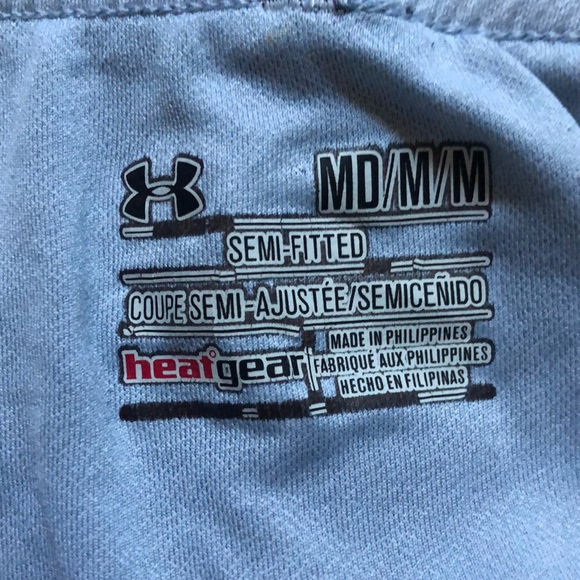 MD/M/M
SEMI-FITTED
COUPE SEMI-AJUSTÉE/SEMICEÑIDO
heatgear
MADE IN PHILIPPINES
FABRIQUÉ AUX PHILIPPINES
HECHO EN FILIPINAS